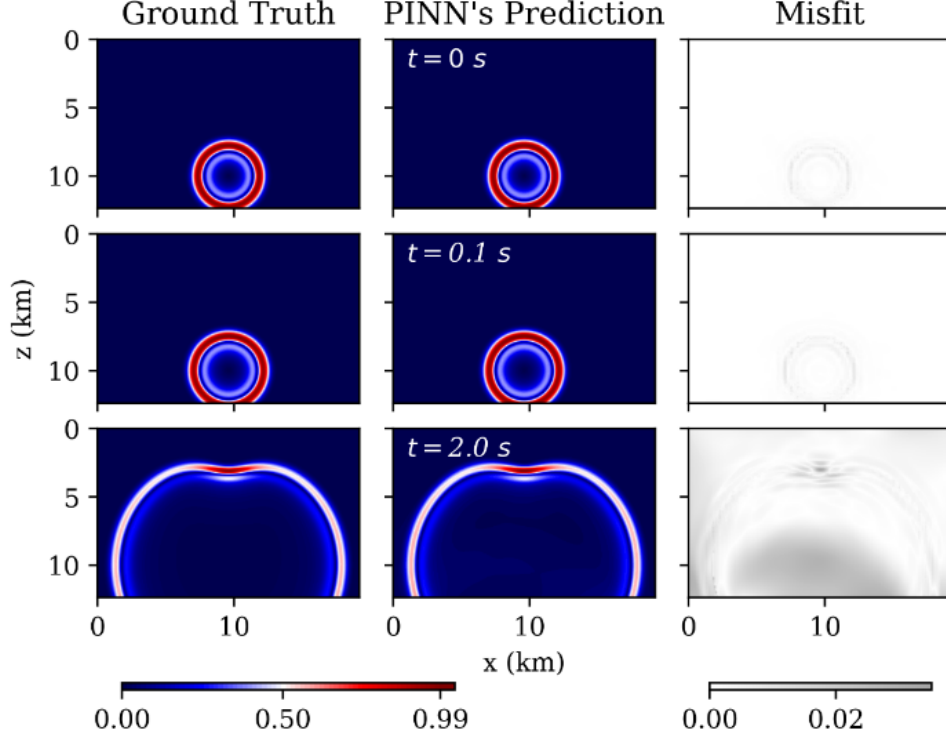 Ground Truth PINN's Prediction Misfit
0
5
10
t = 0 s
0
5
10
t = 0.1 s
z (km)
0
5
10
t = 2.0 s
0 10 0 10 0 10
x (km)
0.00 0.50 0.99 0.00 0.02